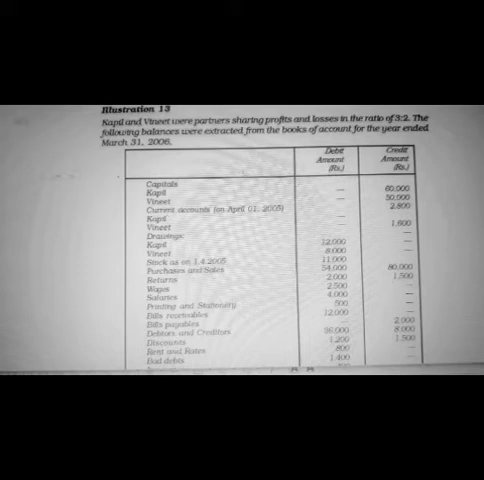 Illustration 13
Kapil and Vineet were partners sharing profits and losses in the ratio of 3:2. The
following balances were extracted from the books of account for the year ended
March 31, 2006.
Debit Amount (Rs.) Credit Amount (Rs.)
Capitals
Kapil — 60,000
Vineet — 50,000
Current accounts (on April 01, 2005) 2,800
Kapil —
Vineet — 1,600
Drawings: —
Kapil 12,000 —
Vineet 8,000 —
Stock as on 1.4.2005 11,000
Purchases and Sales 54,000 80,000
Returns 2,000 1,500
Wages 2,500 —
Salaries 4,000 —
Printing and Stationery 500 —
Bills receivables 12,000 —
Bills payables 2,000
Debtors and Creditors 36,000 8,000
Discounts 1,200 1,500
Rent and Rates 800 —
Bad debts 1,400 —